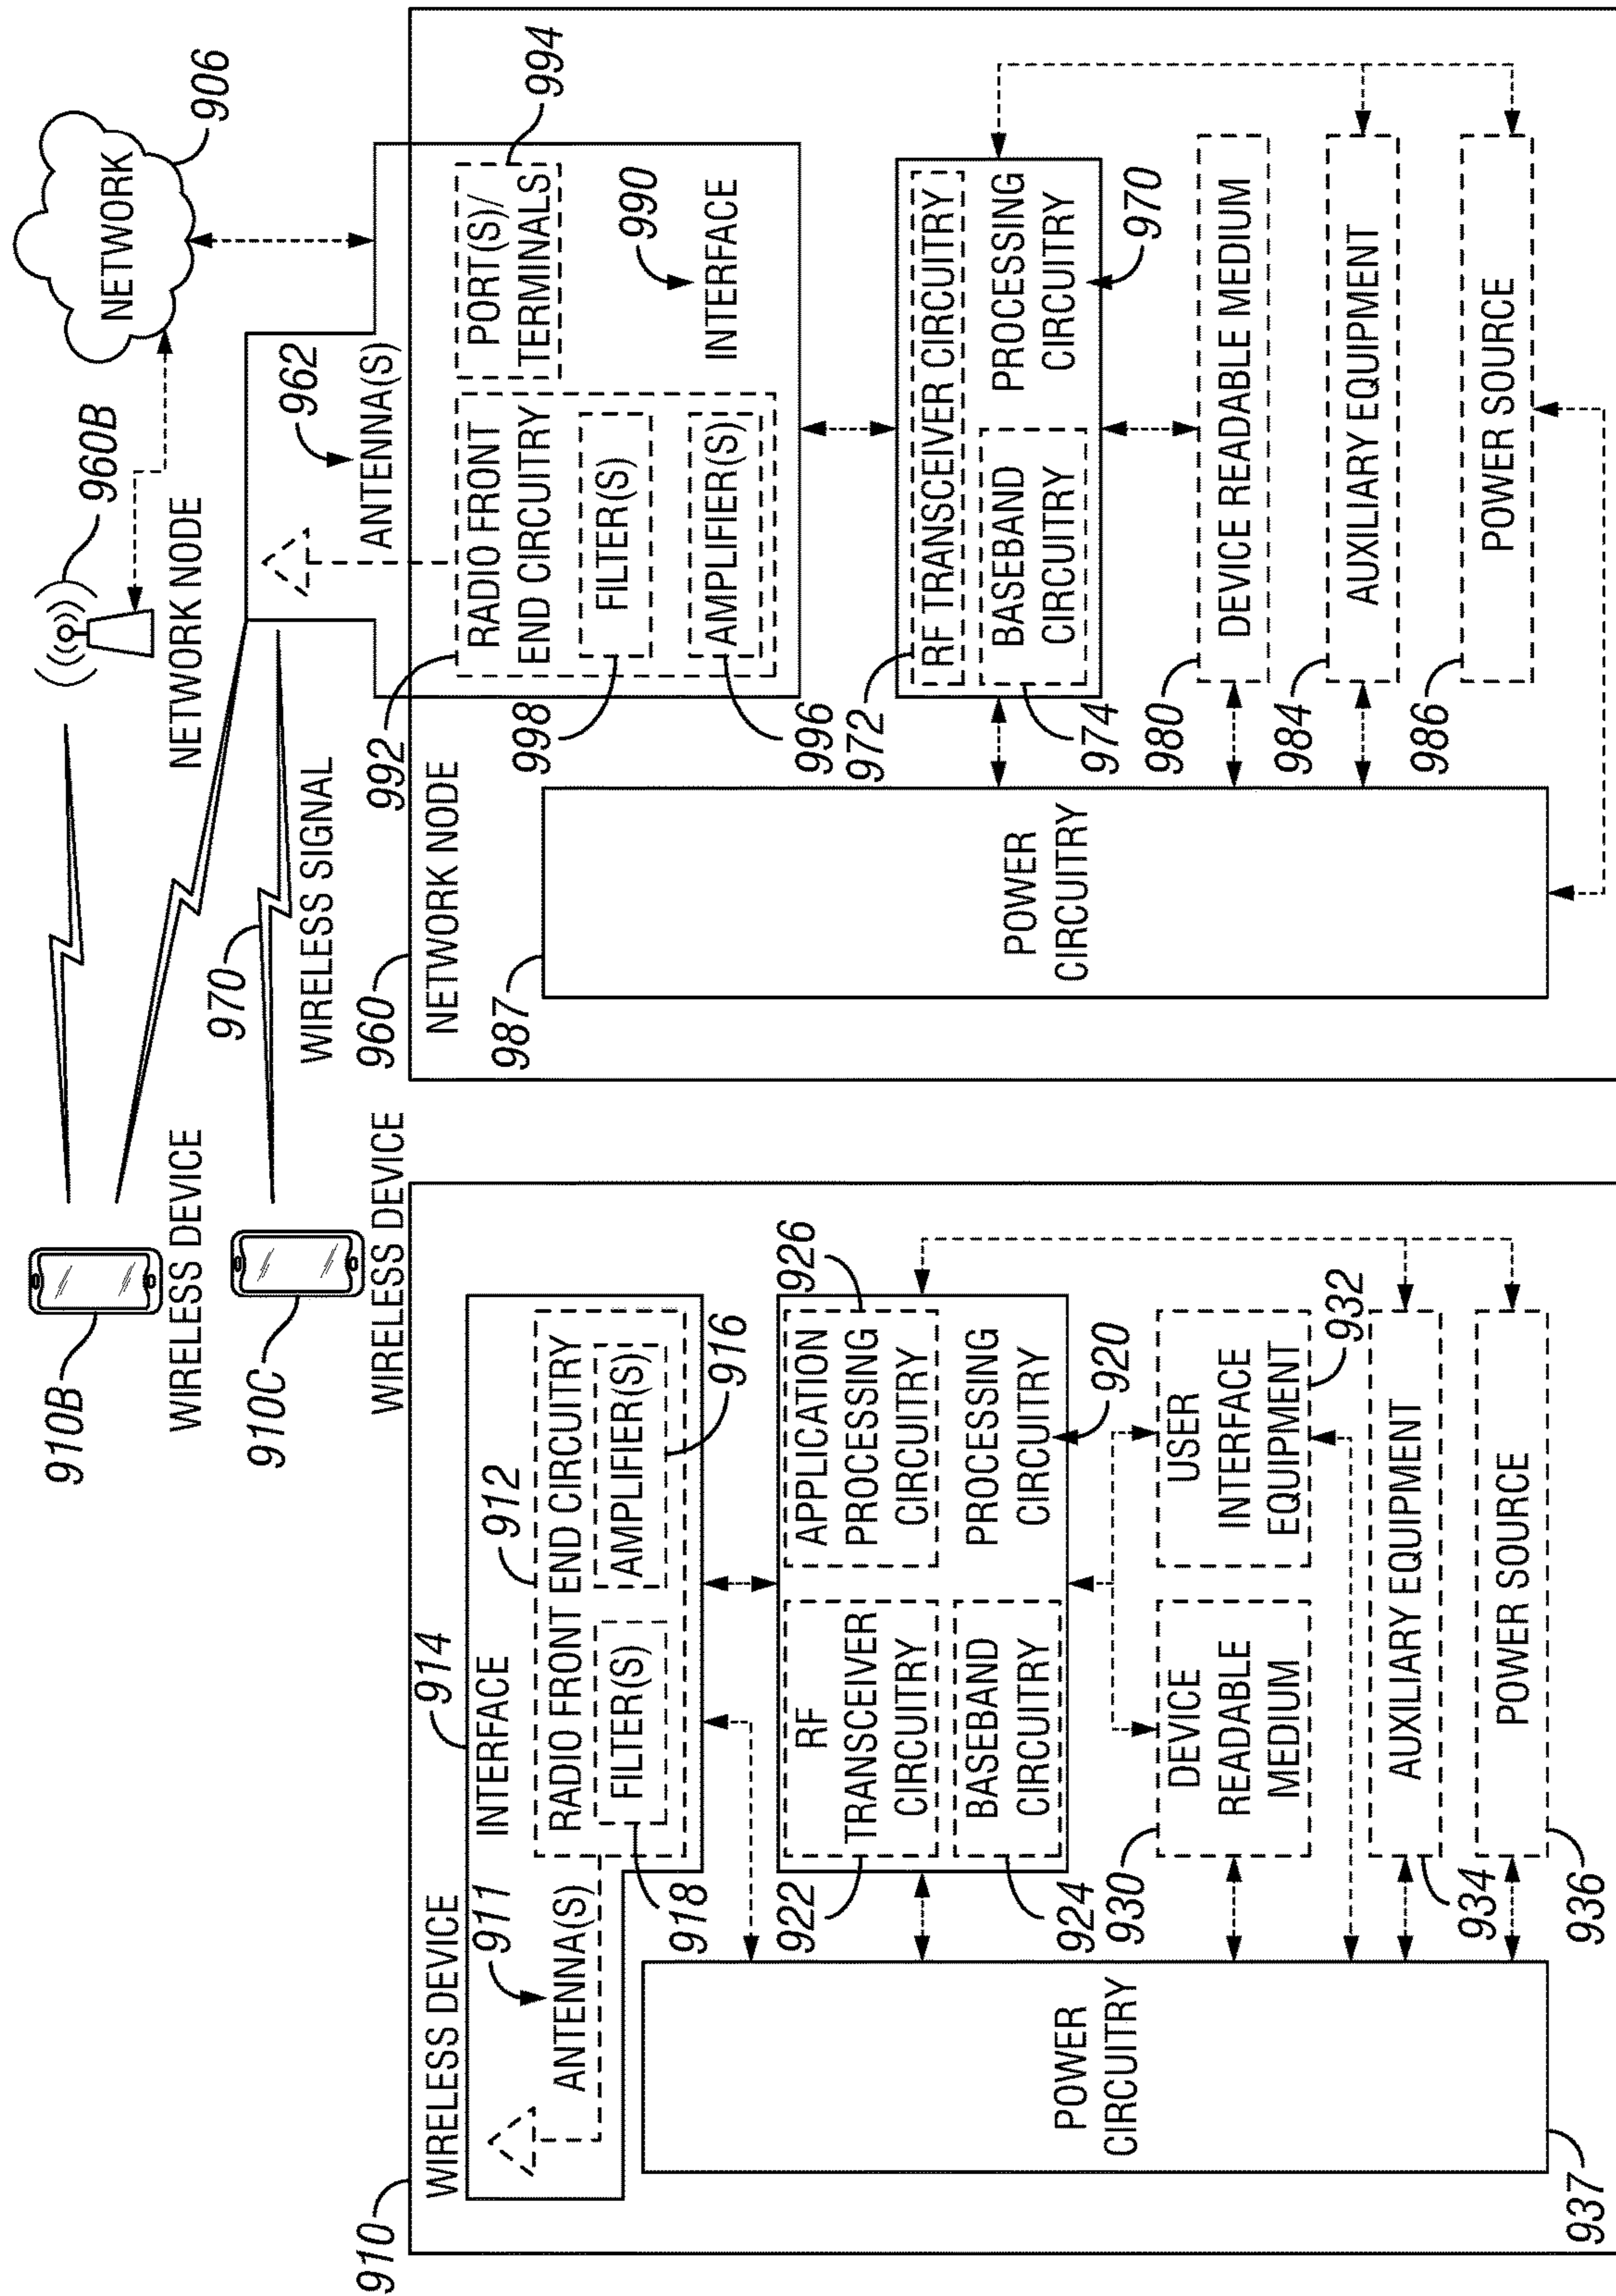 910B
WIRELESS DEVICE
910C
WIRELESS DEVICE
970
WIRELESS SIGNAL
960B
NETWORK NODE
NETWORK
906
910
WIRELESS DEVICE
914
INTERFACE
911
ANTENNA(S)
912
RADIO FRONT END CIRCUITRY
FILTER(S)
AMPLIFIER(S)
918
916
922
RF
TRANSCEIVER
CIRCUITRY
926
APPLICATION
PROCESSING
CIRCUITRY
924
BASEBAND
CIRCUITRY
PROCESSING
CIRCUITRY
920
930
DEVICE
READABLE
MEDIUM
USER
INTERFACE
EQUIPMENT
932
AUXILIARY EQUIPMENT
934
POWER SOURCE
936
POWER
CIRCUITRY
937
960
NETWORK NODE
962
ANTENNA(S)
992
RADIO FRONT
END CIRCUITRY
PORT(S)/
TERMINALS
994
998
FILTER(S)
996
AMPLIFIER(S)
990
INTERFACE
972
RF TRANSCEIVER CIRCUITRY
974
BASEBAND
CIRCUITRY
PROCESSING
CIRCUITRY
970
980
DEVICE READABLE MEDIUM
984
AUXILIARY EQUIPMENT
986
POWER SOURCE
987
POWER
CIRCUITRY